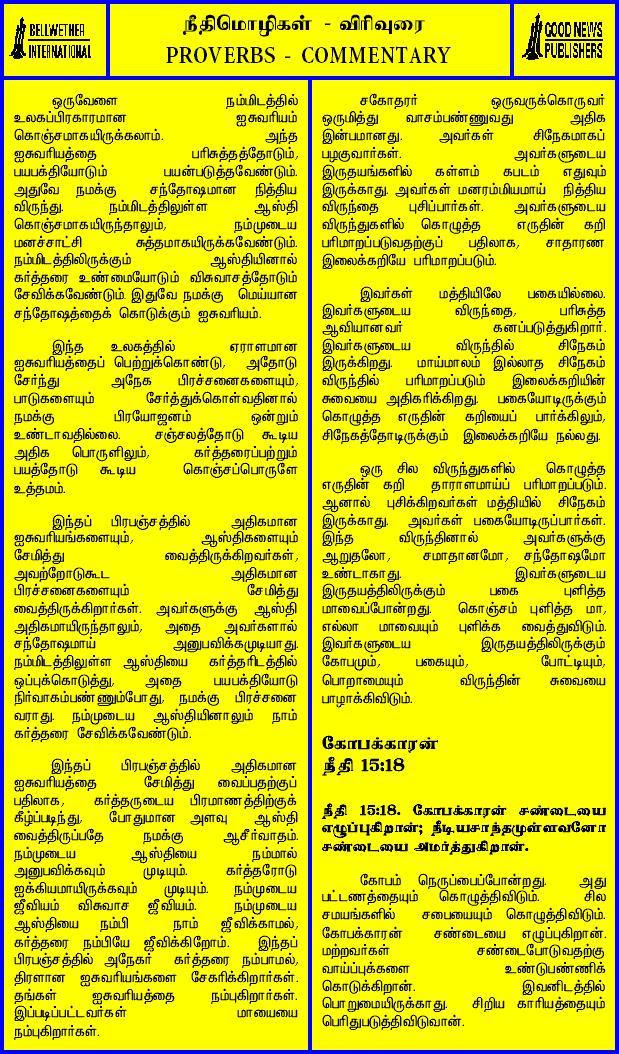 BELLWETHER
INTERNATIONAL
நீதிமொழிகள் - விரிவுரை
PROVERBS - COMMENTARY
GOOD NEWS
PUBLISHERS
ஒருவேளை நம்மிடத்தில்
உலகப்பிரகாரமான ஐசுவரியம்
கொஞ்சமாகயிருக்கலாம். அந்த
ஐசுவரியத்தை பரிசுத்தத்தோடும்,
பயபக்தியோடும் பயன்படுத்தவேண்டும்.
அதுவே நமக்கு சந்தோஷமான நித்திய
விருந்து. நம்மிடத்திலுள்ள ஆஸ்தி
கொஞ்சமாகயிருந்தாலும், நம்முடைய
மனச்சாட்சி சுத்தமாகயிருக்கவேண்டும்.
நம்மிடத்திலிருக்கும் ஆஸ்தியினால்
கர்த்தரை உண்மையோடும் விசுவாசத்தோடும்
சேவிக்கவேண்டும். இதுவே நமக்கு மெய்யான
சந்தோஷத்தைக் கொடுக்கும் ஐசுவரியம்.
இந்த உலகத்தில் ஏராளமான
ஐசுவரியத்தைப் பெற்றுக்கொண்டு, அதோடு
சேர்ந்து அநேக பிரச்சனைகளையும்,
பாடுகளையும் சேர்த்துக்கொள்வதினால்
நமக்கு பிரயோஜனம் ஒன்றும்
உண்டாவதில்லை. சஞ்சலத்தோடு கூடிய
அதிக பொருளிலும், கர்த்தரைப்பற்றும்
பயத்தோடு கூடிய கொஞ்சப்பொருளே
உத்தமம்.
இந்தப் பிரபஞ்சத்தில் அதிகமான
ஐசுவரியங்களையும், ஆஸ்திகளையும்
சேமித்து வைத்திருக்கிறவர்கள்,
அவற்றோடுகூட அதிகமான
பிரச்சனைகளையும் சேமித்து
வைத்திருக்கிறார்கள். அவர்களுக்கு ஆஸ்தி
அதிகமாயிருந்தாலும், அதை அவர்களால்
சந்தோஷமாய் அனுபவிக்கமுடியாது.
நம்மிடத்திலுள்ள ஆஸ்தியை கர்த்தரிடத்தில்
ஒப்புக்கொடுத்து, அதை பயபக்தியோடு
நிர்வாகம்பண்ணும்போது, நமக்கு பிரச்சனை
வராது. நம்முடைய ஆஸ்தியினாலும் நாம்
கர்த்தரை சேவிக்கவேண்டும்.
இந்தப் பிரபஞ்சத்தில் அதிகமான
ஐசுவரியத்தை சேமித்து வைப்பதற்குப்
பதிலாக, கர்த்தருடைய பிரமாணத்திற்குக்
கீழ்ப்படிந்து, போதுமான அளவு ஆஸ்தி
வைத்திருப்பதே நமக்கு ஆசீர்வாதம்.
நம்முடைய ஆஸ்தியை நம்மால்
அனுபவிக்கவும் முடியும். கர்த்தரோடு
ஐக்கியமாயிருக்கவும் முடியும். நம்முடைய
ஜீவியம் விசுவாச ஜீவியம். நம்முடைய
ஆஸ்தியை நம்பி நாம் ஜீவிக்காமல்,
கர்த்தரை நம்பியே ஜீவிக்கிறோம். இந்தப்
பிரபஞ்சத்தில் அநேகர் கர்த்தரை நம்பாமல்,
திரளான ஐசுவரியங்களை சேகரிக்கிறார்கள்.
தங்கள் ஐசுவரியத்தை நம்புகிறார்கள்.
இப்படிப்பட்டவர்கள் மாயையை
நம்புகிறார்கள்.
சகோதரர் ஒருவருக்கொருவர்
ஒருமித்து வாசம்பண்ணுவது அதிக
இன்பமானது. அவர்கள் சிநேகமாகப்
பழகுவார்கள். அவர்களுடைய
இருதயங்களில் கள்ளம் கபடம் எதுவும்
இருக்காது. அவர்கள் மனரம்மியமாய் நித்திய
விருந்தை புசிப்பார்கள். அவர்களுடைய
விருந்துகளில் கொழுத்த எருதின் கறி
பரிமாறப்படுவதற்குப் பதிலாக, சாதாரண
இலைக்கறியே பரிமாறப்படும்.
இவர்கள் மத்தியிலே பகையில்லை.
இவர்களுடைய விருந்தை, பரிசுத்த
ஆவியானவர் கனப்படுத்துகிறார்.
இவர்களுடைய விருந்தில் சிநேகம்
இருக்கிறது. மாய்மாலம் இல்லாத சிநேகம்
விருந்தில் பரிமாறப்படும் இலைக்கறியின்
சுவையை அதிகரிக்கிறது. பகையோடிருக்கும்
கொழுத்த எருதின் கறியைப் பார்க்கிலும்,
சிநேகத்தோடிருக்கும் இலைக்கறியே நல்லது.
ஒரு சில விருந்துகளில் கொழுத்த
எருதின் கறி தாராளமாய்ப் பரிமாறப்படும்.
ஆனால் புசிக்கிறவர்கள் மத்தியில் சிநேகம்
இருக்காது. அவர்கள் பகையோடிருப்பார்கள்.
இந்த விருந்தினால் அவர்களுக்கு
ஆறுதலோ, சமாதானமோ, சந்தோஷமோ
உண்டாகாது. இவர்களுடைய
இருதயத்திலிருக்கும் பகை புளித்த
மாவைப்போன்றது. கொஞ்சம் புளித்த மா,
எல்லா மாவையும் புளிக்க வைத்துவிடும்.
இவர்களுடைய இருதயத்திலிருக்கும்
கோபமும், பகையும், போட்டியும்,
பொறாமையும் விருந்தின் சுவையை
பாழாக்கிவிடும்.
கோபக்காரன்
நீதி 15:18
நீதி 15:18. கோபக்காரன் சண்டையை
எழுப்புகிறான்; நீடியசாந்தமுள்ளவனோ
சண்டையை அமர்த்துகிறான்.
கோபம் நெருப்பைப்போன்றது. அது
பட்டணத்தையும் கொழுத்திவிடும். சில
சமயங்களில் சபையையும் கொழுத்திவிடும்.
கோபக்காரன் சண்டையை எழுப்புகிறான்.
மற்றவர்கள் சண்டைபோடுவதற்கு
வாய்ப்புக்களை உண்டுபண்ணிக்
கொடுக்கிறான். இவனிடத்தில்
பொறுமையிருக்காது. சிறிய காரியத்தையும்
பெரிதுபடுத்திவிடுவான்.